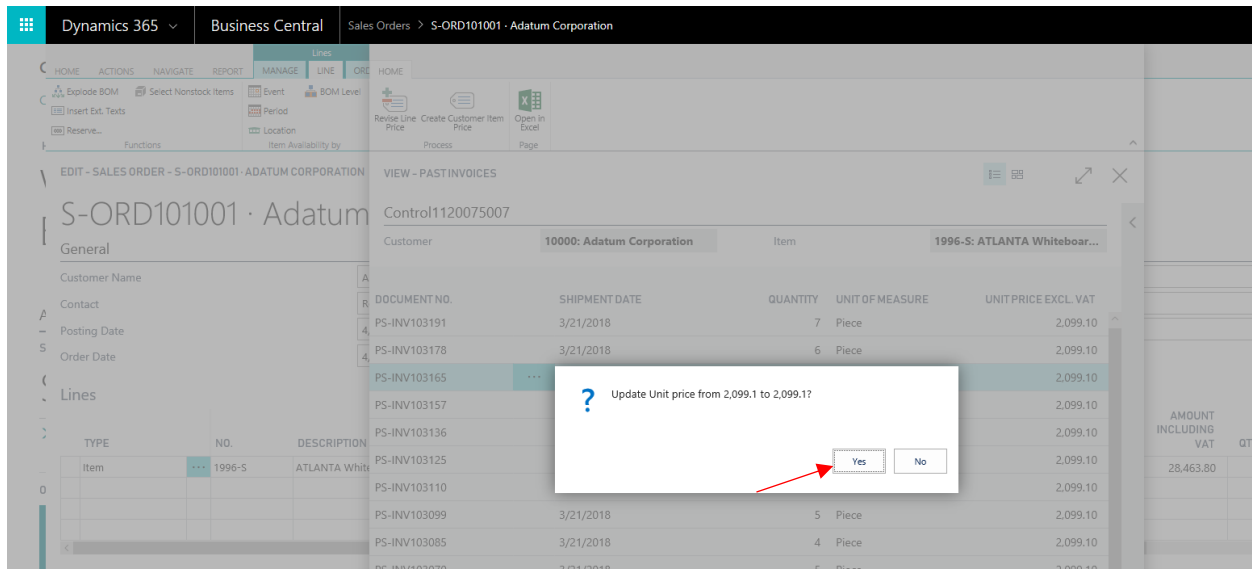 Dynamics 365 Business Central Sales Orders > S-ORD101001 · Adatum Corporation
Lines
HOME ACTIONS NAVIGATE REPORT MANAGE LINE ORD HOME
Explode BOM Select Nonstock Items Event BOM Level
Insert Ext. Texts Period
Reserve... Location
Functions Item Availability by
Revise Line Price Create Customer Item Price Open in Excel
Process Page
EDIT - SALES ORDER - S-ORD101001 · ADATUM CORPORATION VIEW - PAST INVOICES
S-ORD101001 · Adatum Control1120075007
General
Customer 10000: Adatum Corporation Item 1996-S: ATLANTA Whiteboar...
Customer Name A
Contact R
Posting Date 4,
Order Date 4,
DOCUMENT NO. SHIPMENT DATE QUANTITY UNIT OF MEASURE UNIT PRICE EXCL. VAT
PS-INV103191 3/21/2018 7 Piece 2,099.10
PS-INV103178 3/21/2018 6 Piece 2,099.10
PS-INV103165 ··· 2,099.10
PS-INV103157 2,099.10
PS-INV103136 2,099.10
PS-INV103125 2,099.10
PS-INV103110 2,099.10
PS-INV103099 3/21/2018 5 Piece 2,099.10
PS-INV103085 3/21/2018 4 Piece 2,099.10
? Update Unit price from 2,099.1 to 2,099.1?
Yes No
Lines
TYPE NO. DESCRIPTION AMOUNT INCLUDING VAT QT
Item ··· 1996-S ATLANTA White 28,463.80